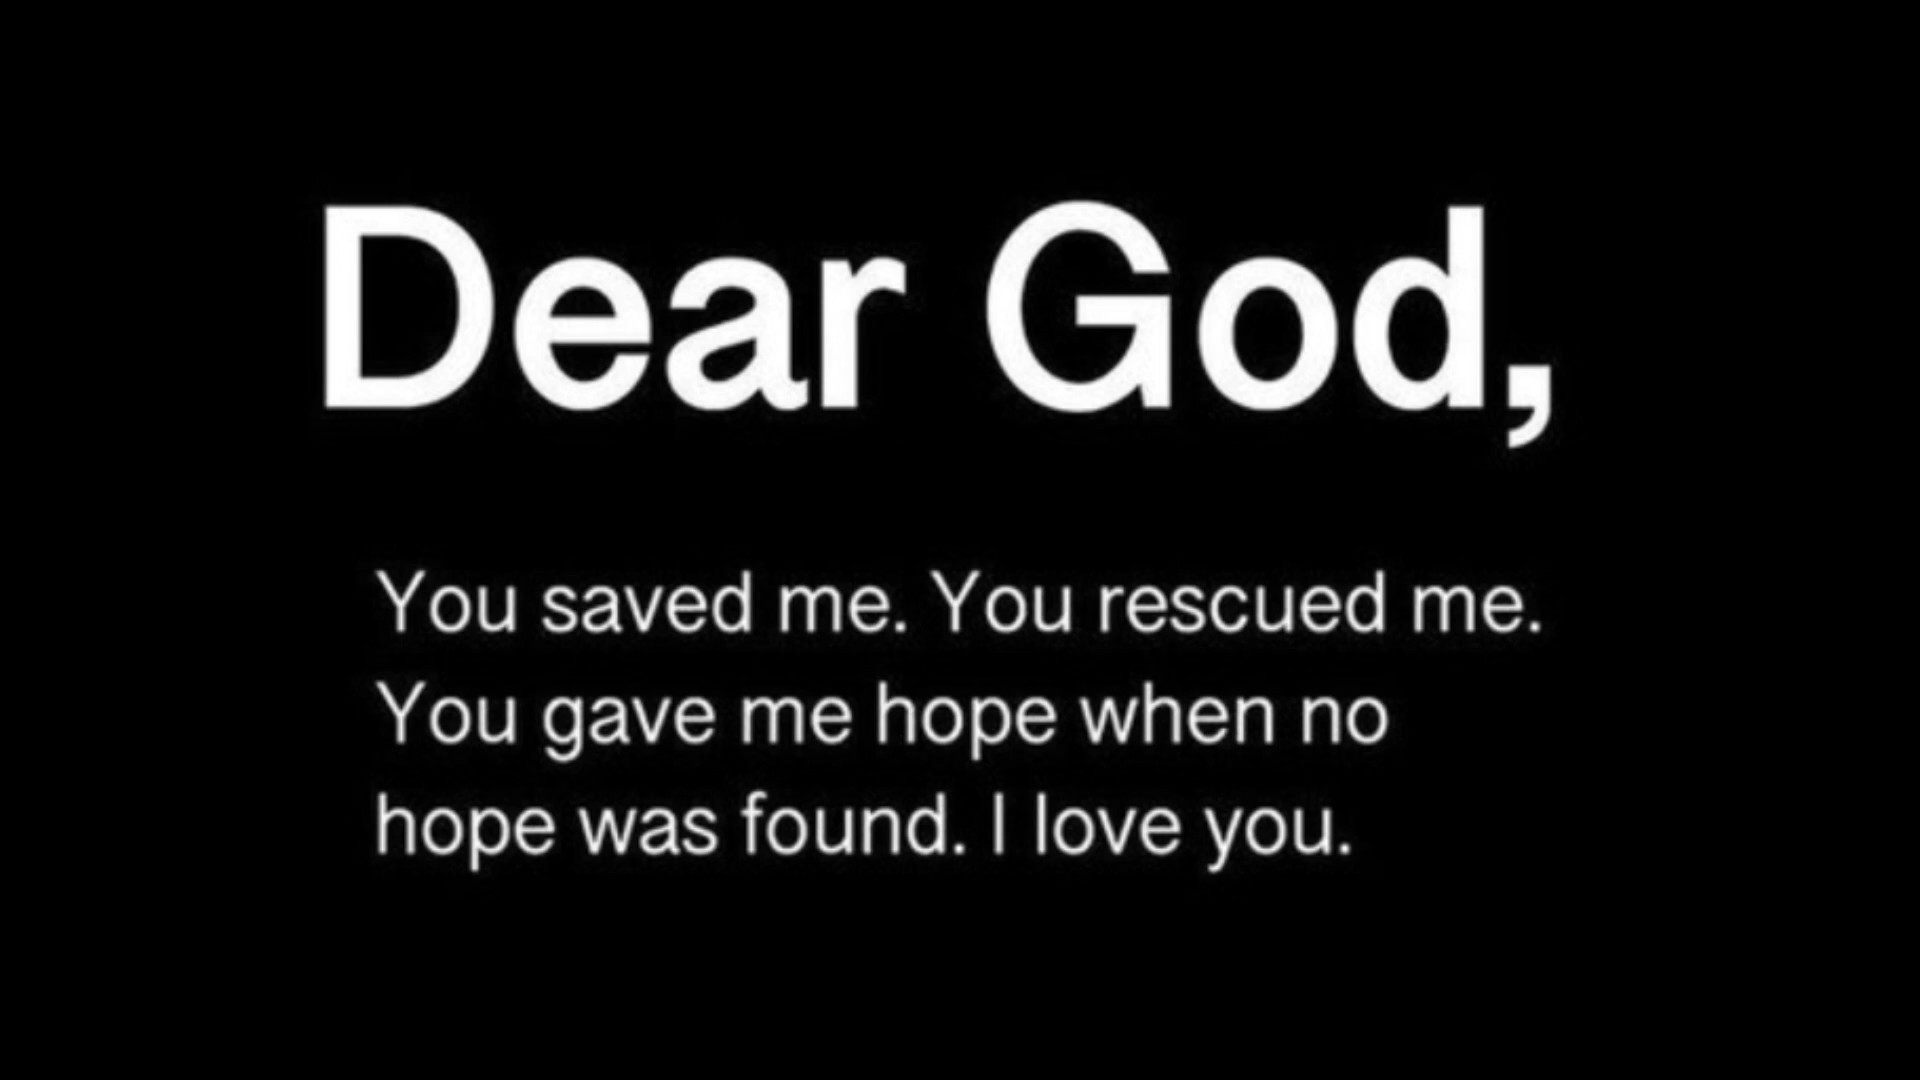 Dear God,
You saved me. You rescued me.
You gave me hope when no
hope was found. I love you.